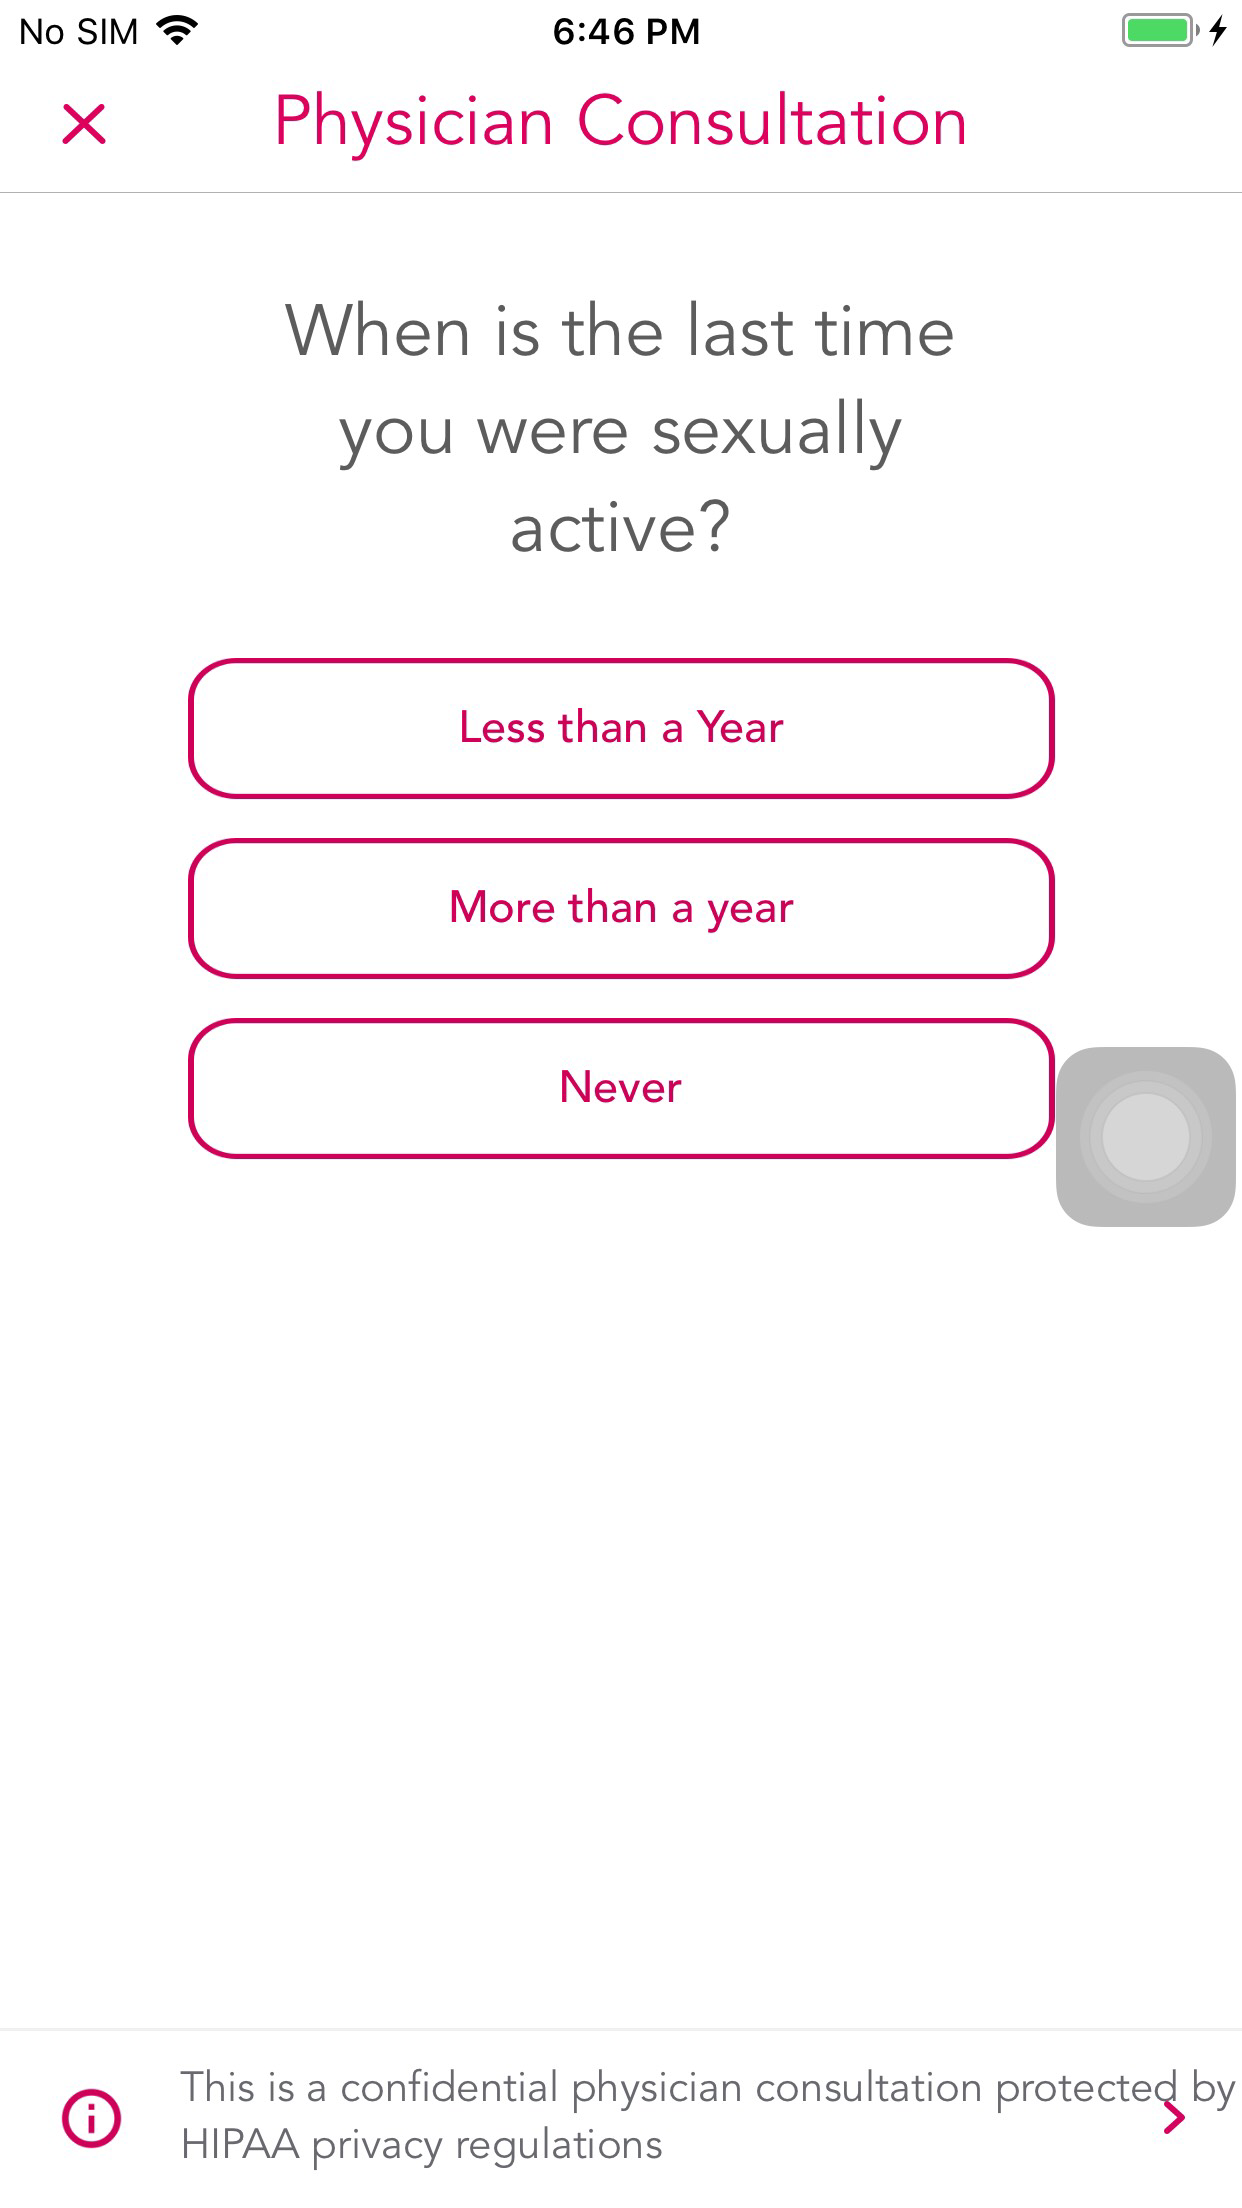 No SIM
6:46 PM
Physician Consultation
When is the last time
you were sexually
active?
Less than a Year
More than a year
Never
This is a confidential physician consultation protected by
HIPAA privacy regulations